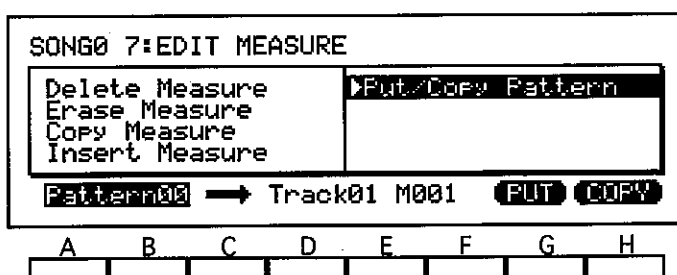 SONG0 7:EDIT MEASURE
Delete Measure
Erase Measure
Copy Measure
Insert Measure
▶Put/Copy Pattern
Pattern00 ➡ Track01 M001 PUT COPY
A B C D E F G H